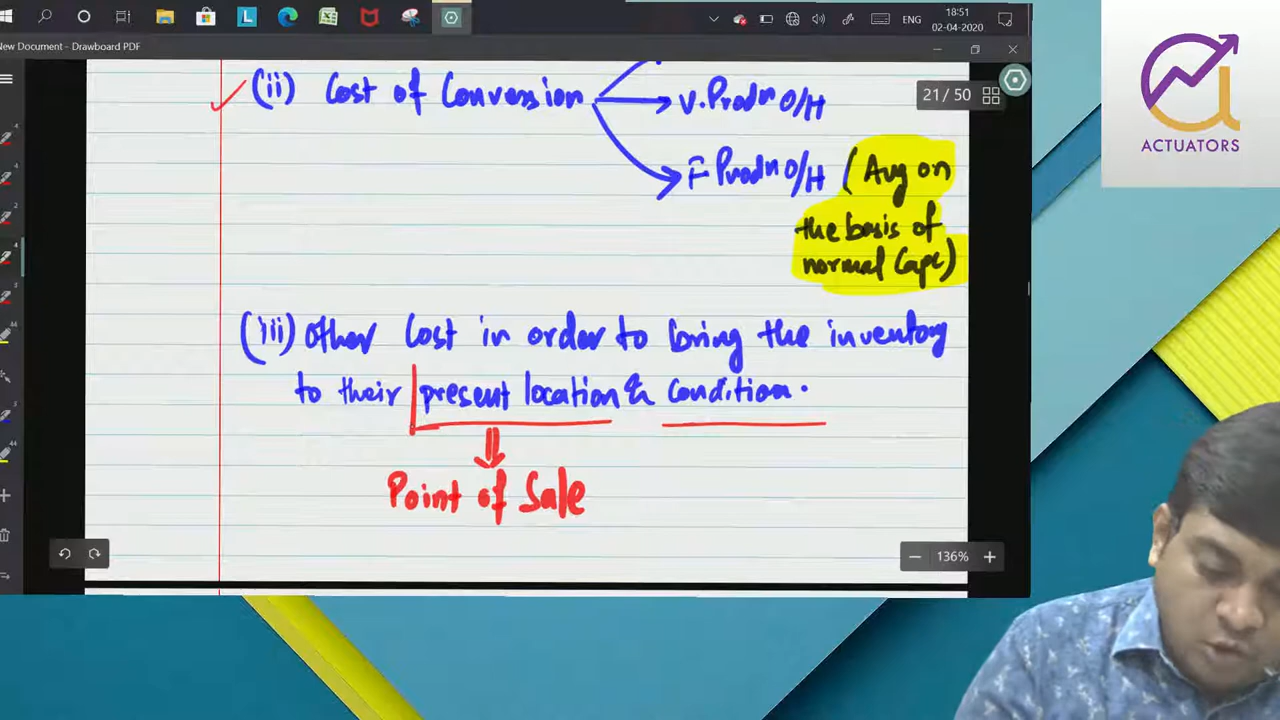 18:51
ENG
02-04-2020
New Document - Drawboard PDF
21 / 50
(ii) Cost of Conversion
V. Prodn O/H
F Prodn O/H (Avg on
the basis of
normal Cape)
(iii) Other Cost in order to bring the inventory
to their present location & Condition.
Point of Sale
136%
ACTUATORS